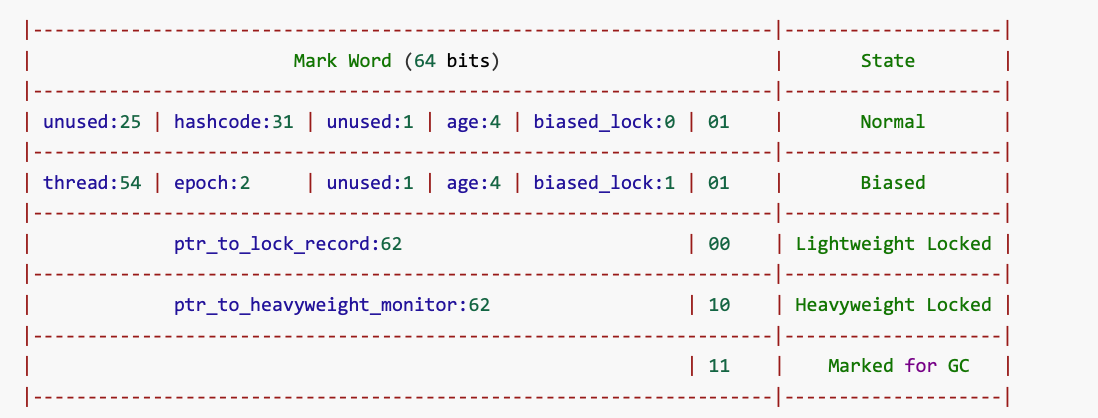 |--------------------------------------------------------------------|--------------------|
|                        Mark Word (64 bits)                         |       State        |
|--------------------------------------------------------------------|--------------------|
| unused:25 | hashcode:31 | unused:1 | age:4 | biased_lock:0 | 01    |       Normal       |
|--------------------------------------------------------------------|--------------------|
| thread:54 | epoch:2     | unused:1 | age:4 | biased_lock:1 | 01    |       Biased       |
|--------------------------------------------------------------------|--------------------|
|             ptr_to_lock_record:62                          | 00    | Lightweight Locked |
|--------------------------------------------------------------------|--------------------|
|             ptr_to_heavyweight_monitor:62                  | 10    | Heavyweight Locked |
|--------------------------------------------------------------------|--------------------|
|                                                            | 11    |    Marked for GC   |
|--------------------------------------------------------------------|--------------------|